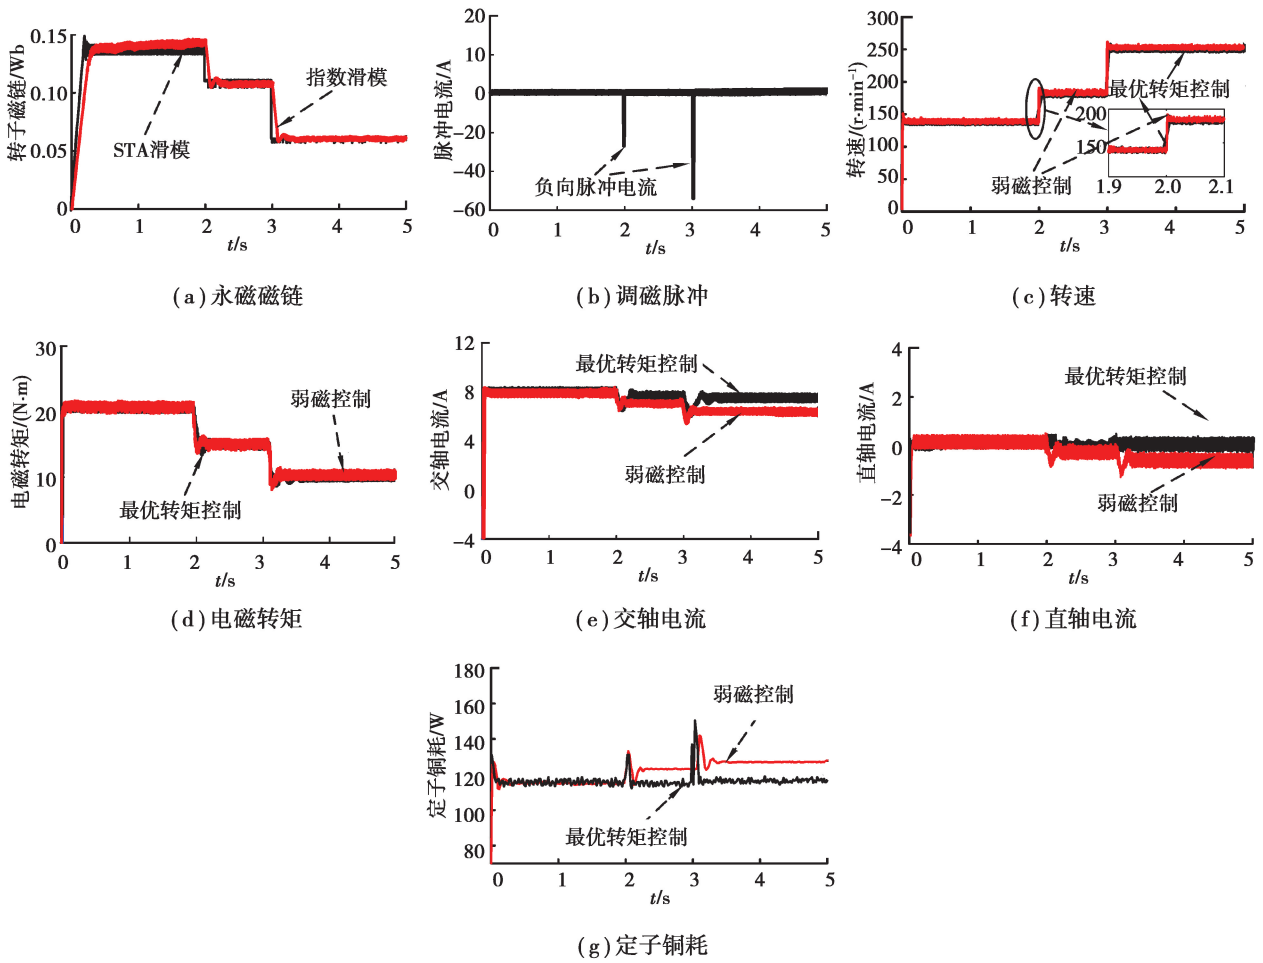 转子磁链/Wb
0.15
0.10
0.05
0
指数滑模
STA滑模
0 1 2 3 4 5
t/s
(a)永磁磁链
脉冲电流/A
20
10
0
−20
−40
−60
负向脉冲电流
0 1 2 3 4 5
t/s
(b)调磁脉冲
转速/(r·min⁻¹)
300
250
200
150
100
50
0
最优转矩控制
200
150
1.9 2.0 2.1
弱磁控制
0 1 2 3 4 5
t/s
(c)转速
电磁转矩/(N·m)
30
20
10
0
弱磁控制
最优转矩控制
0 1 2 3 4 5
t/s
(d)电磁转矩
交轴电流/A
12
8
4
0
−4
最优转矩控制
弱磁控制
0 1 2 3 4 5
t/s
(e)交轴电流
直轴电流/A
4
2
0
−2
−4
最优转矩控制
弱磁控制
0 1 2 3 4 5
t/s
(f)直轴电流
定子铜耗/W
180
160
140
120
100
80
弱磁控制
最优转矩控制
0 1 2 3 4 5
t/s
(g)定子铜耗